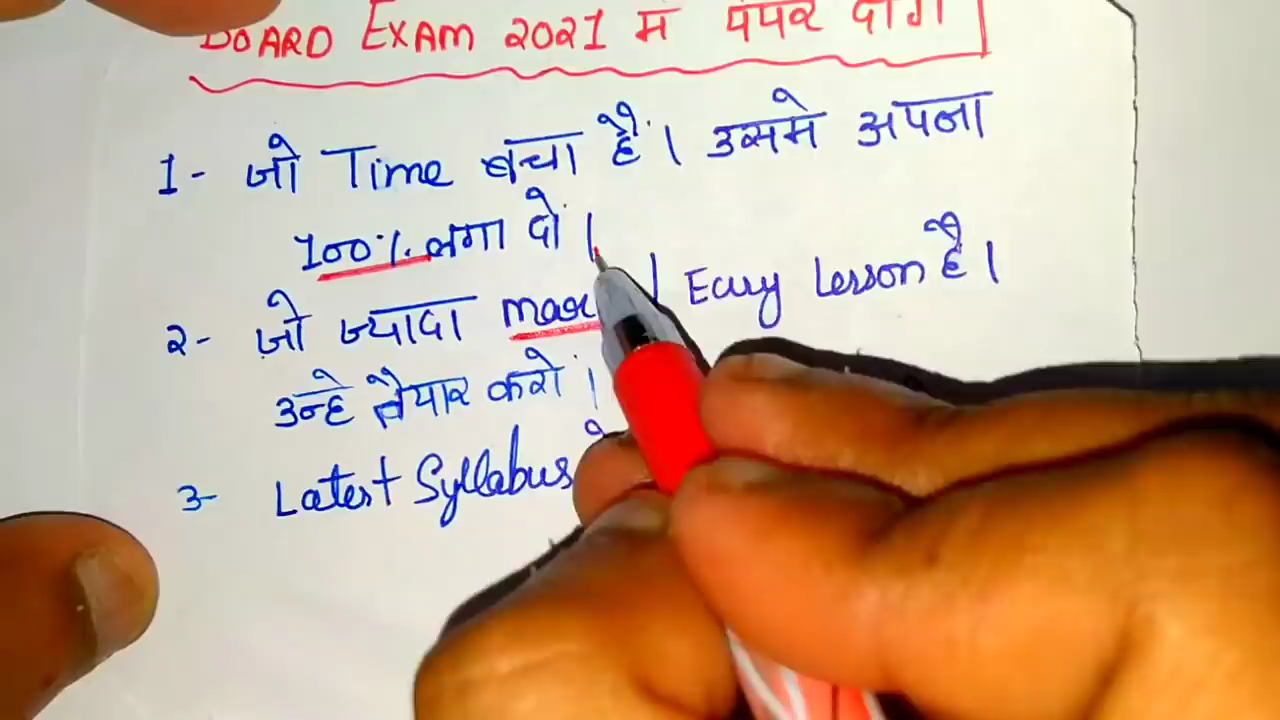 BOARD EXAM 2021 में पेपर दोगे
1- जो Time बचा है। उसमे अपना
100% लगा दो।
2- जो ज्यादा / Easy Lesson है।
उन्हे तैयार करो।
3- Latest Syllabus